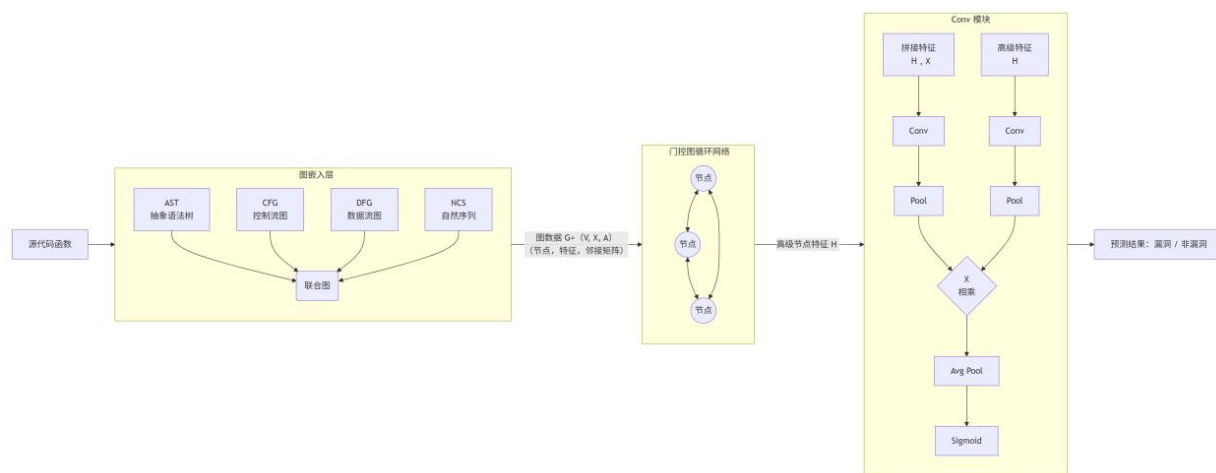 源代码函数
图嵌入层
AST
抽象语法树
CFG
控制流图
DFG
数据流图
NCS
自然序列
联合图
图数据 G=（V, X, A）
（节点，特征，邻接矩阵）
门控图循环网络
节点
节点
节点
高级节点特征 H
Conv 模块
拼接特征
H , X
高级特征
H
Conv
Conv
Pool
Pool
X
相乘
Avg Pool
Sigmoid
预测结果：漏洞 / 非漏洞